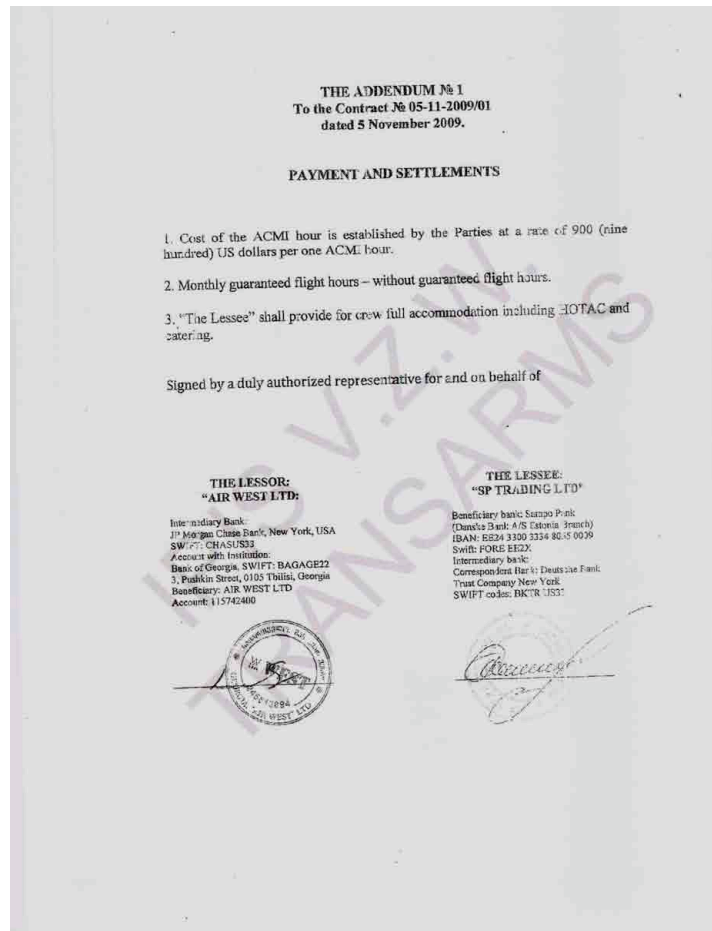 THE ADDENDUM № 1
To the Contract № 05-11-2009/01
dated 5 November 2009.
PAYMENT AND SETTLEMENTS
1. Cost of the ACMI hour is established by the Parties at a rate of 900 (nine
hundred) US dollars per one ACMI hour.
2. Monthly guaranteed flight hours – without guaranteed flight hours.
3. "The Lessee" shall provide for crew full accommodation including HOTAC and
catering.
Signed by a duly authorized representative for and on behalf of
THE LESSOR:
"AIR WEST LTD:
Intermediary Bank:
JP Morgan Chase Bank, New York, USA
SWIFT: CHASUS33
Account with Institution:
Bank of Georgia, SWIFT: BAGAGE22
3, Pushkin Street, 0105 Tbilisi, Georgia
Beneficiary: AIR WEST LTD
Account: 115742400
THE LESSEE:
"SP TRADING LTD"
Beneficiary bank: Sampo Pank
(Danske Bank A/S Estonia Branch)
IBAN: EE24 3300 3334 0009
Swift: FORE EE2X
Intermediary bank:
Correspondent Bank: Deutsche Bank
Trust Company New York
SWIFT codes: BKTR US33
W WEST
"AIR WEST" LTD
IPIS V.Z.W.
TRANSARMS